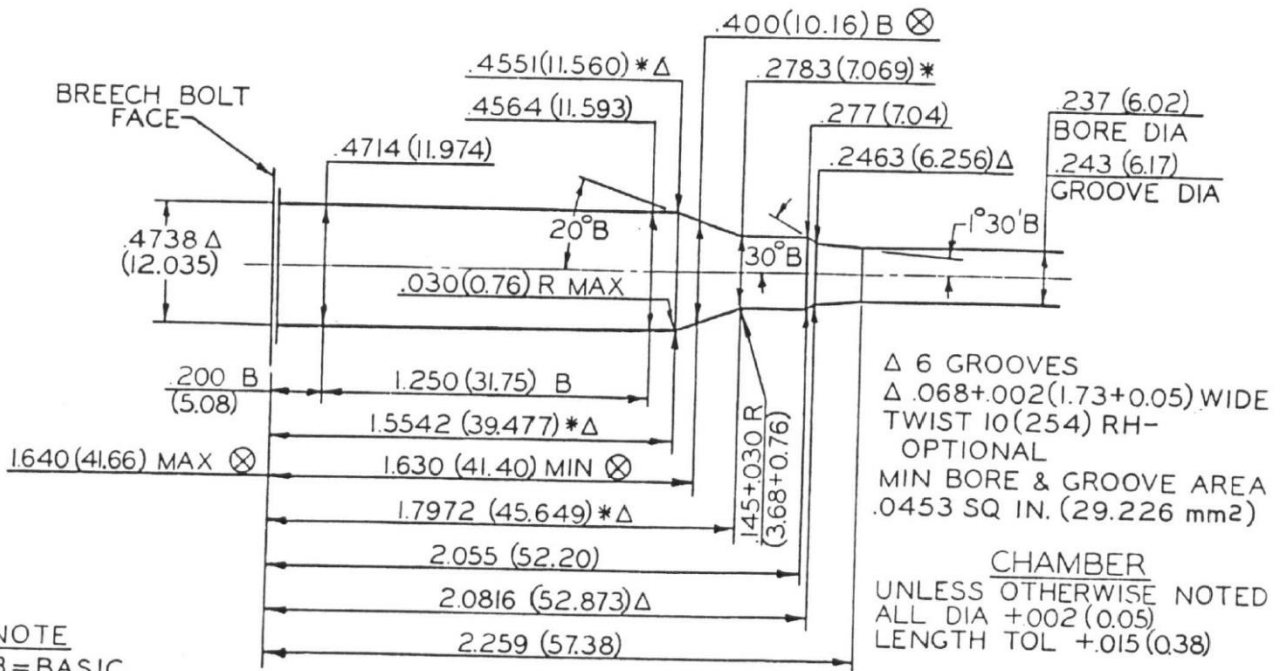 .400(10.16) B ⊗
.4551(11.560)*Δ
.2783(7.069)*
BREECH BOLT
FACE
.4564 (11.593)
.277(7.04)
.237 (6.02)
BORE DIA
.4714 (11.974)
.2463(6.256)Δ
.243 (6.17)
GROOVE DIA
20°B
1°30'B
.4738 Δ
(12.035)
30°B
.030(0.76) R MAX
.200 B
(5.08)
1.250 (31.75) B
Δ 6 GROOVES
Δ .068+.002(1.73+0.05) WIDE
TWIST 10(254) RH-
OPTIONAL
MIN BORE & GROOVE AREA
.0453 SQ IN. (29.226 mm2)
1.5542 (39.477)*Δ
1.640(41.66) MAX ⊗
1.630 (41.40) MIN ⊗
.145+.030 R
(3.68+0.76)
1.7972 (45.649)*Δ
2.055 (52.20)
2.0816 (52.873)Δ
2.259 (57.38)
CHAMBER
UNLESS OTHERWISE NOTED
ALL DIA +.002 (0.05)
LENGTH TOL +.015 (0.38)
NOTE
B=BASIC